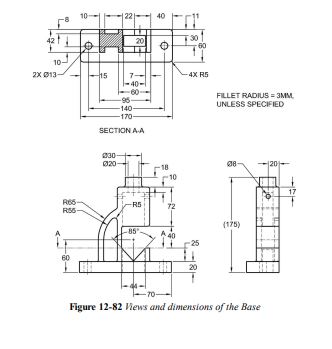 10 22 40 11
8
42
20
30
60
10
2X Ø13
15
7
4X R5
40
60
95
140
170
FILLET RADIUS = 3MM,
UNLESS SPECIFIED
SECTION A-A
Ø30
Ø20
18
10
R65
R55
R5
72
85°
A A
40
60
25
20
44
70
Ø8
20
17
(175)
Figure 12-82 Views and dimensions of the Base